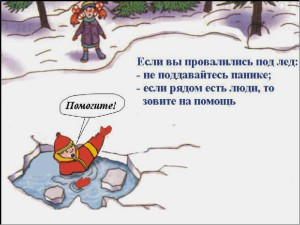 Если вы провалились под лед:
- не поддавайтесь панике;
- если рядом есть люди, то
зовите на помощь
Помогите!